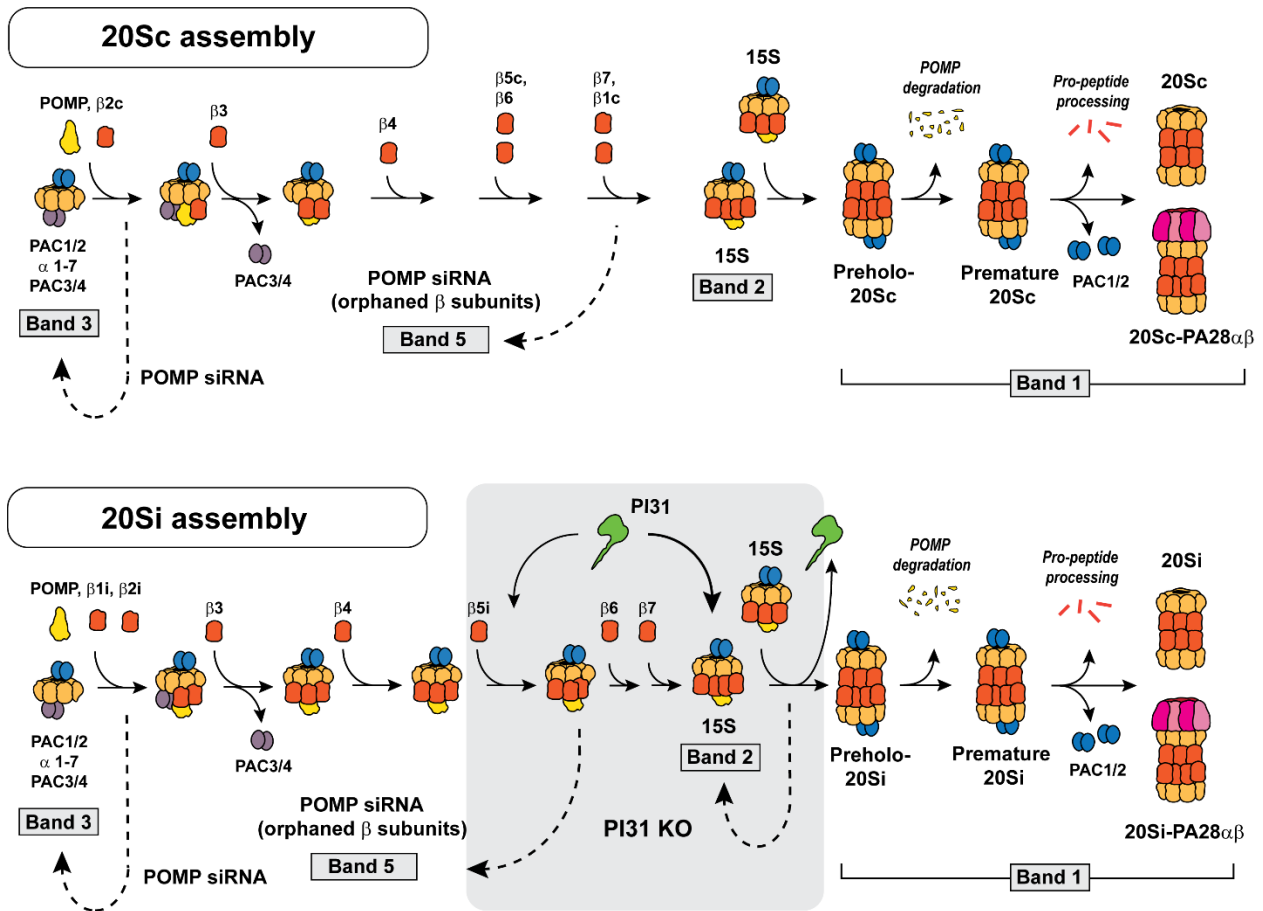 20Sc assembly
POMP, β2c
β3
β4
β5c,
β6
β7,
β1c
15S
POMP
degradation
Pro-peptide
processing
20Sc
PAC1/2
α 1-7
PAC3/4
Band 3
POMP siRNA
PAC3/4
POMP siRNA
(orphaned β subunits)
Band 5
15S
Band 2
Preholo-
20Sc
Premature
20Sc
PAC1/2
20Sc-PA28αβ
Band 1
20Si assembly
POMP, β1i, β2i
β3
β4
β5i
PI31
β6
β7
15S
POMP
degradation
Pro-peptide
processing
20Si
PAC1/2
α 1-7
PAC3/4
Band 3
POMP siRNA
PAC3/4
POMP siRNA
(orphaned β subunits)
Band 5
15S
Band 2
PI31 KO
Preholo-
20Si
Premature
20Si
PAC1/2
20Si-PA28αβ
Band 1